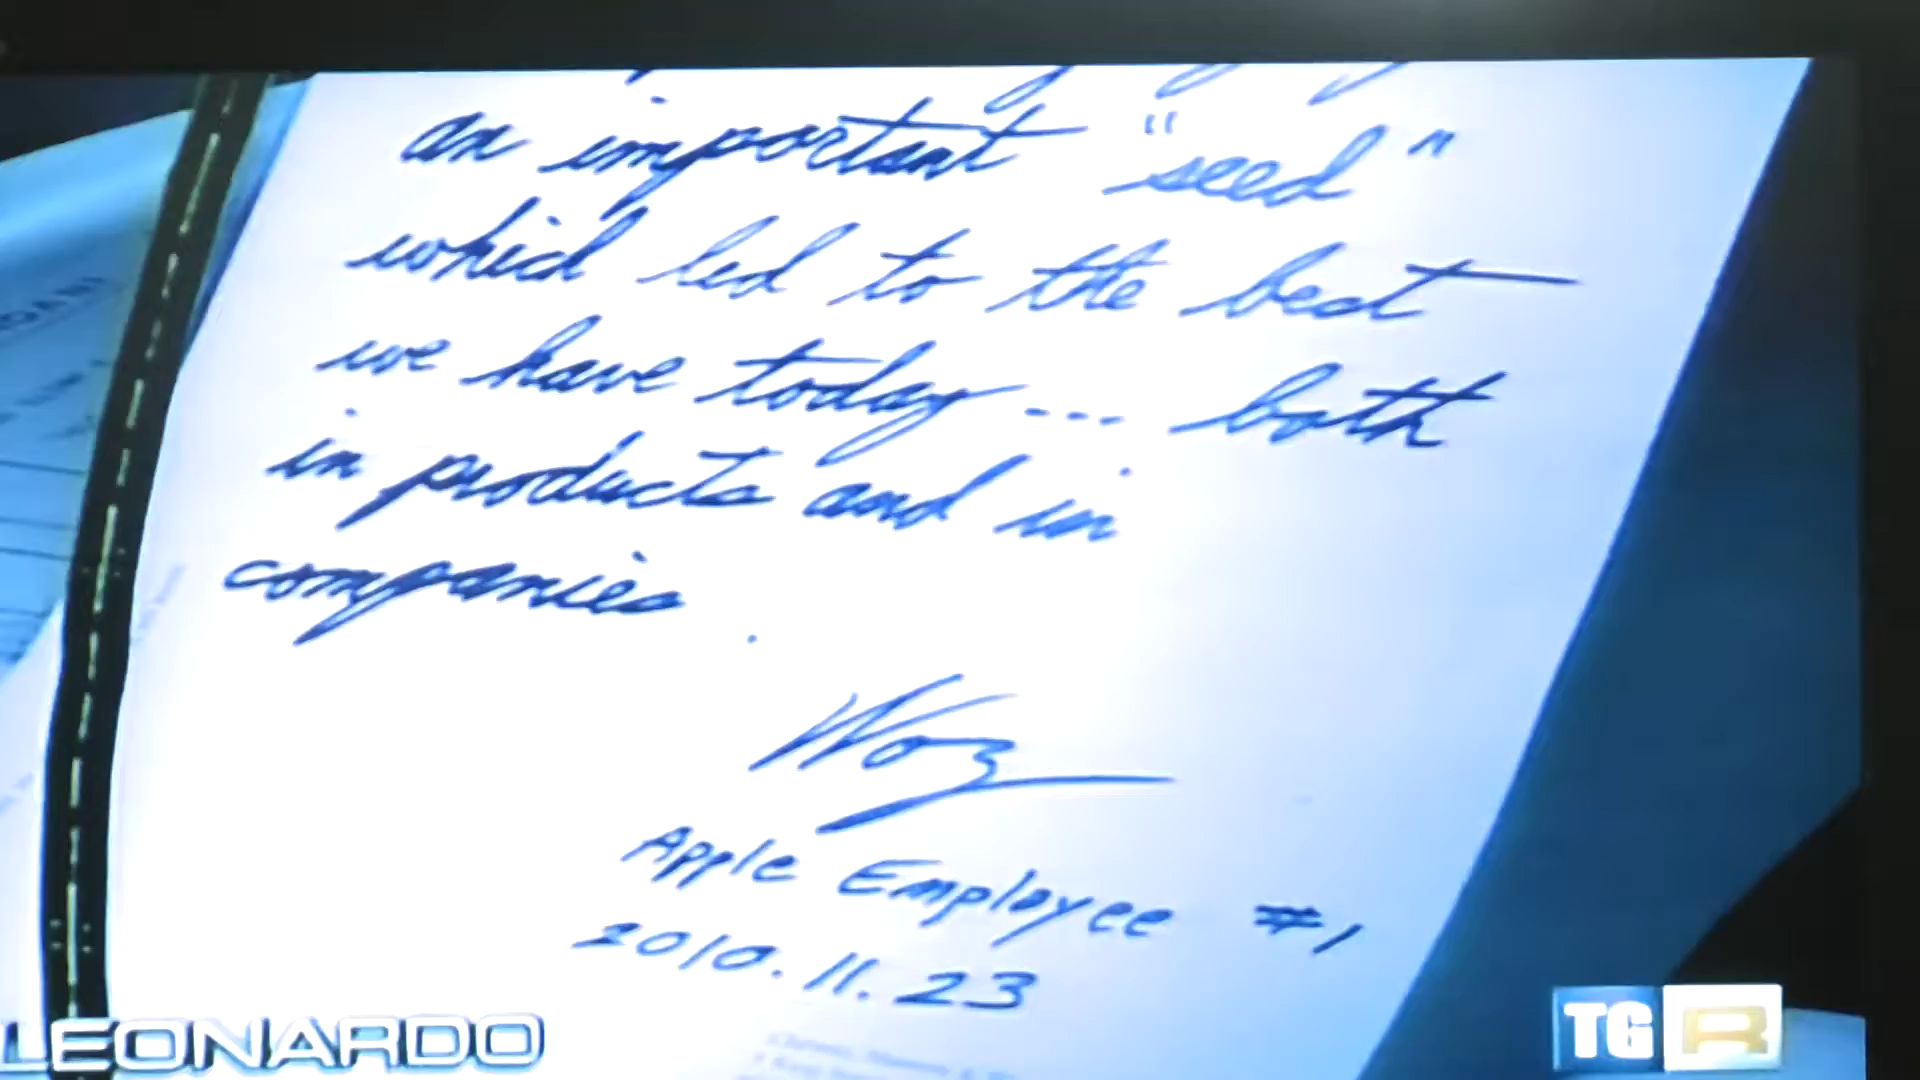 an important "seed"
which led to the best
we have today... both
in products and in
companies.
Woz
Apple Employee #1
2010.11.23
LEONARDO
TGR